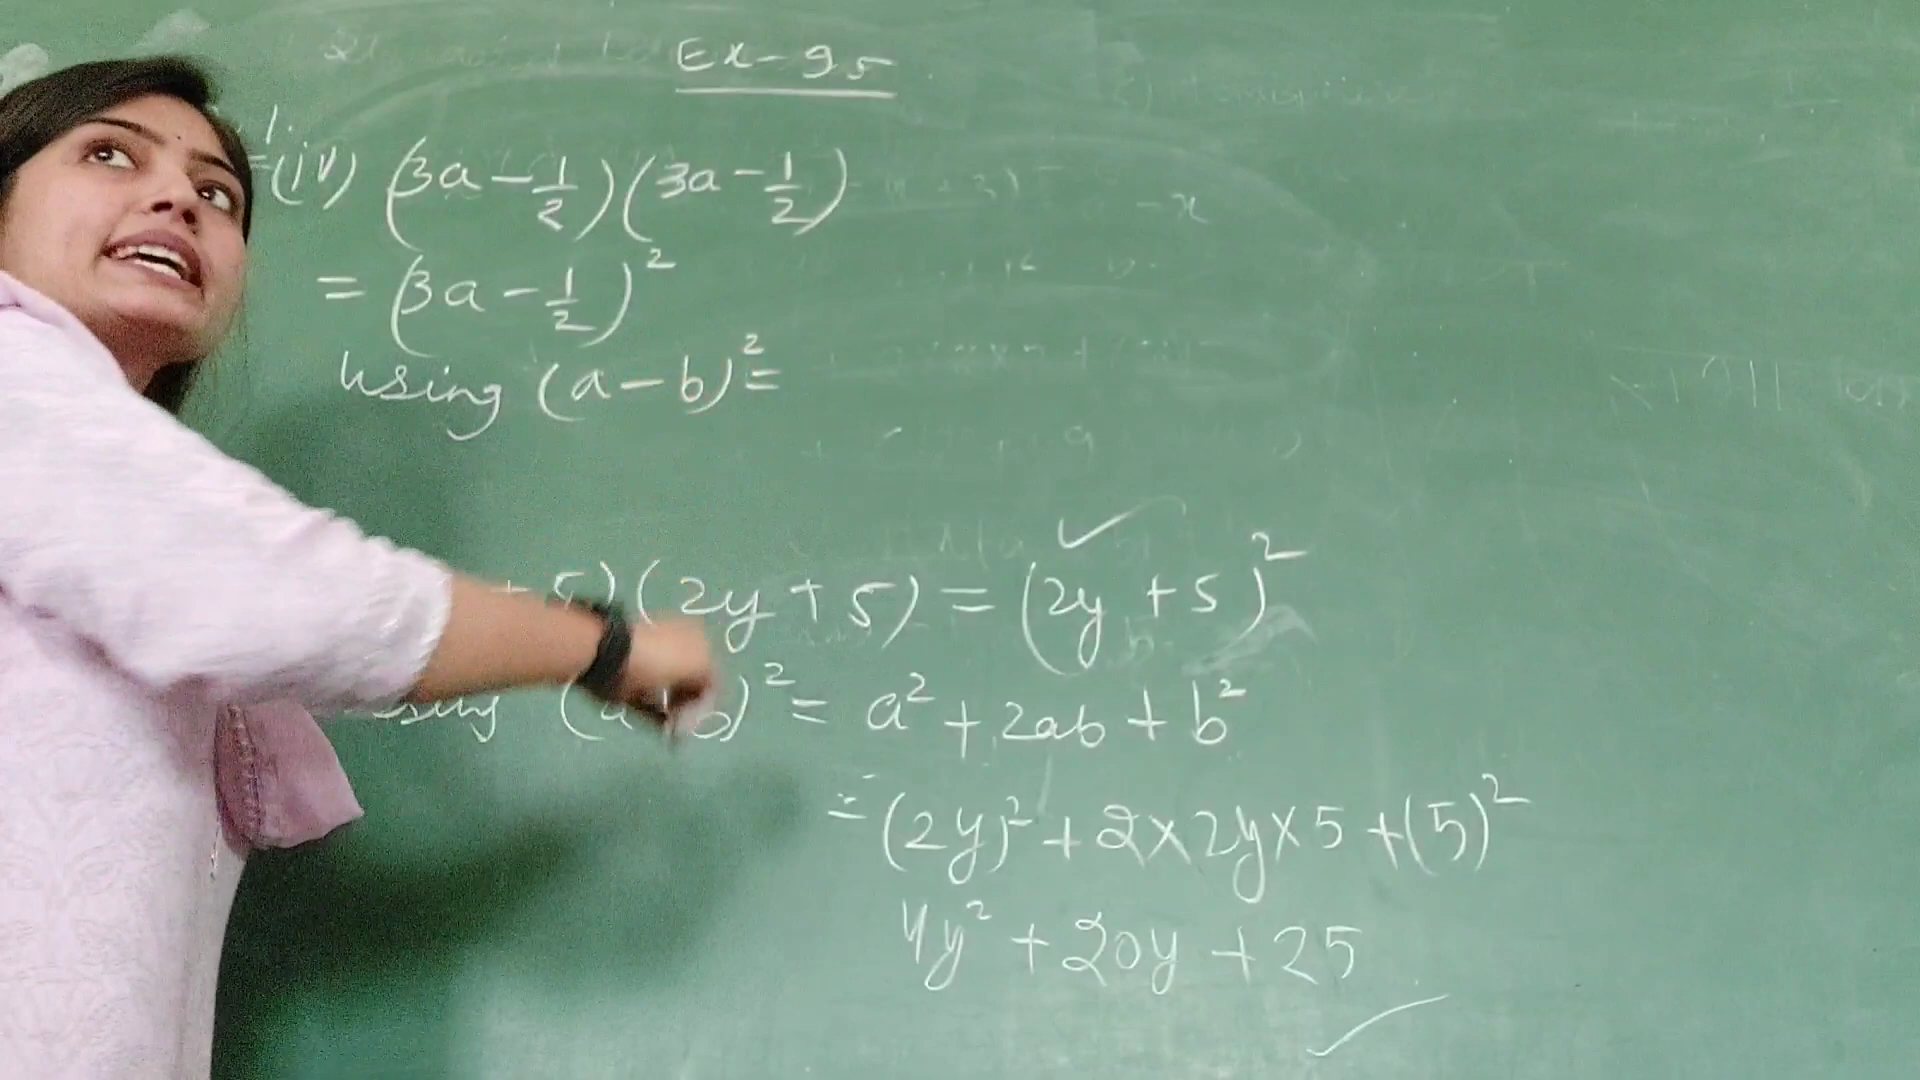 Ex-9.5
1.
(iv) (3a - 1/2)(3a - 1/2)
= (3a - 1/2)²
using (a - b)² =
+ 5)(2y + 5) = (2y + 5)²
using (a + b)² = a² + 2ab + b²
= (2y)² + 2×2y×5 + (5)²
4y² + 20y + 25